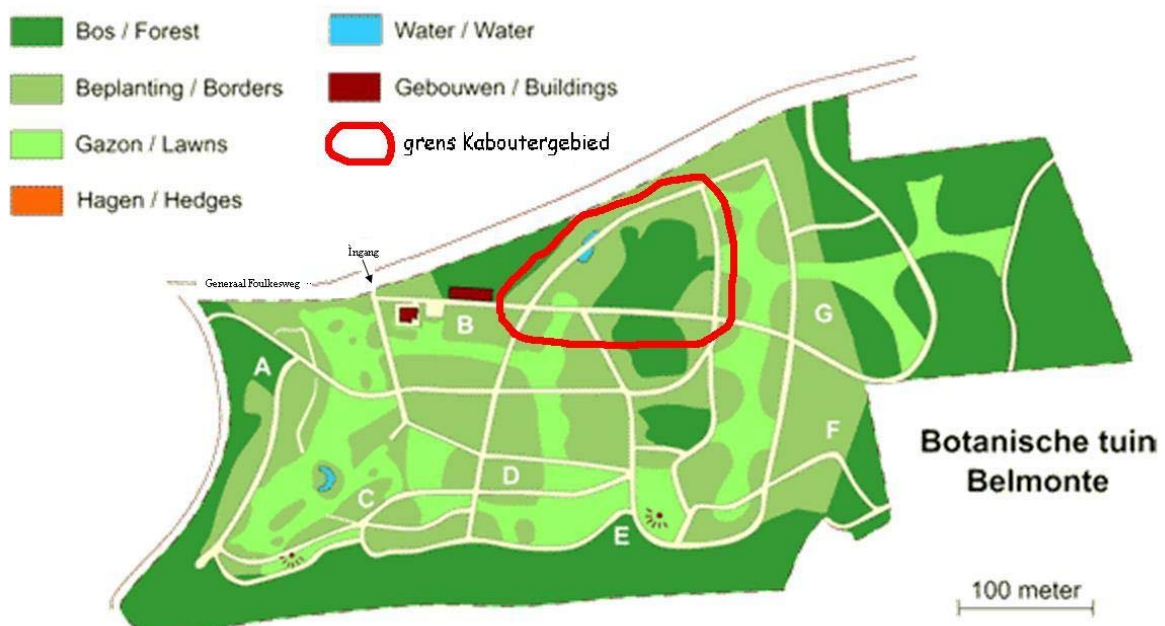 Bos / Forest
Water / Water
Beplanting / Borders
Gebouwen / Buildings
Gazon / Lawns
grens Kaboutergebied
Hagen / Hedges
Ingang
Generaal Foulkesweg
A
B
G
F
Botanische tuin
Belmonte
D
C
E
100 meter